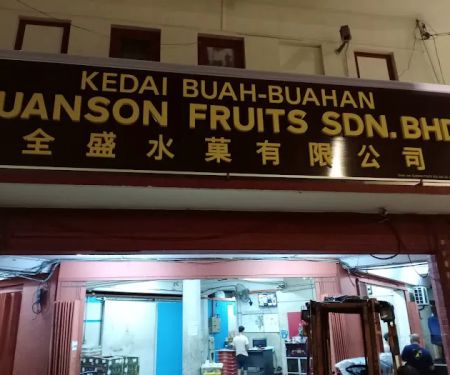 KEDAI BUAH-BUAHAN
UANSON FRUITS SDN. BHD
全盛水菓有限公司